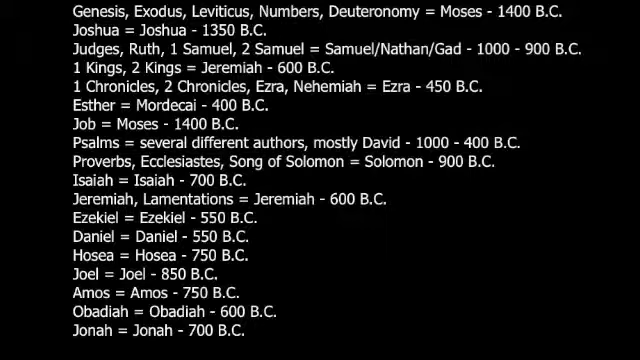 Genesis, Exodus, Leviticus, Numbers, Deuteronomy = Moses - 1400 B.C.
Joshua = Joshua - 1350 B.C.
Judges, Ruth, 1 Samuel, 2 Samuel = Samuel/Nathan/Gad - 1000 - 900 B.C.
1 Kings, 2 Kings = Jeremiah - 600 B.C.
1 Chronicles, 2 Chronicles, Ezra, Nehemiah = Ezra - 450 B.C.
Esther = Mordecai - 400 B.C.
Job = Moses - 1400 B.C.
Psalms = several different authors, mostly David - 1000 - 400 B.C.
Proverbs, Ecclesiastes, Song of Solomon = Solomon - 900 B.C.
Isaiah = Isaiah - 700 B.C.
Jeremiah, Lamentations = Jeremiah - 600 B.C.
Ezekiel = Ezekiel - 550 B.C.
Daniel = Daniel - 550 B.C.
Hosea = Hosea - 750 B.C.
Joel = Joel - 850 B.C.
Amos = Amos - 750 B.C.
Obadiah = Obadiah - 600 B.C.
Jonah = Jonah - 700 B.C.